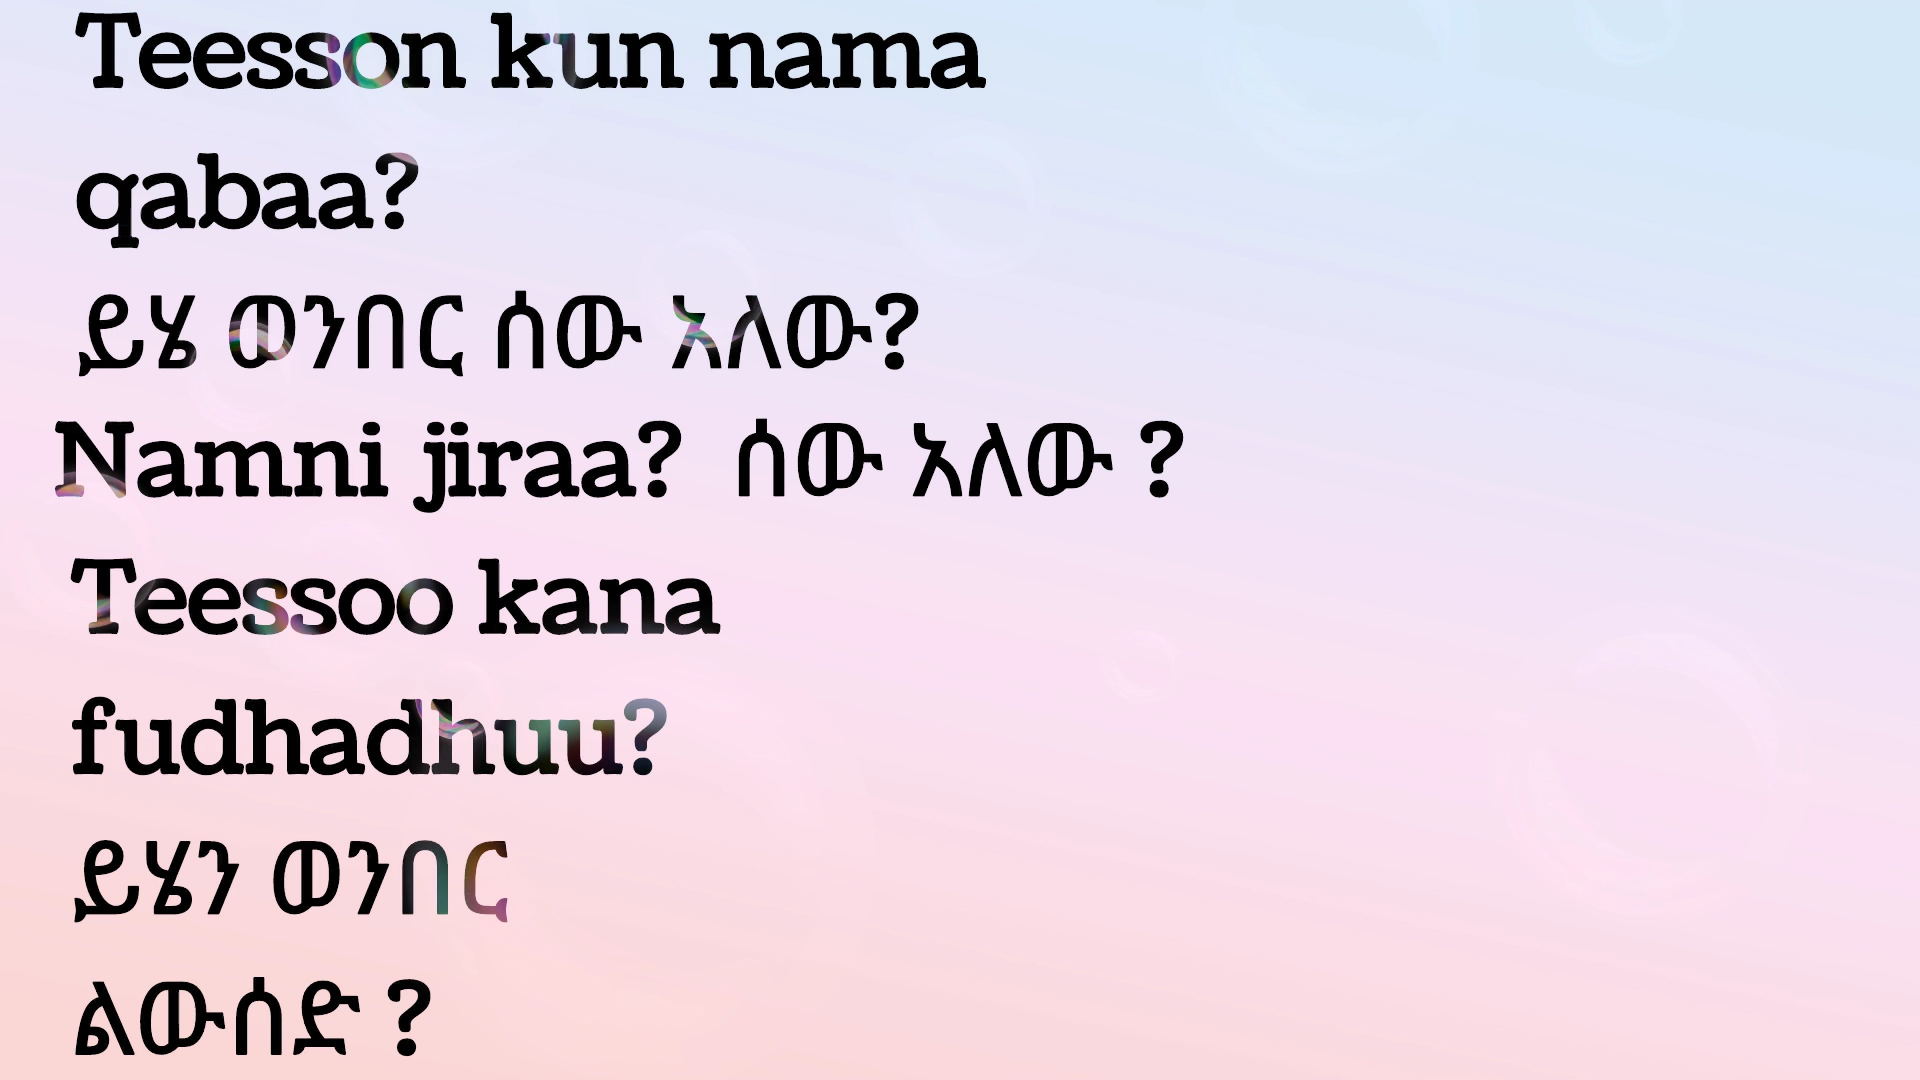 Teesson kun nama
qabaa?
ይሄ ወንበር ሰው አለው?
Namni jiraa? ሰው አለው ?
Teessoo kana
fudhadhuu?
ይሄን ወንበር
ልውሰድ ?